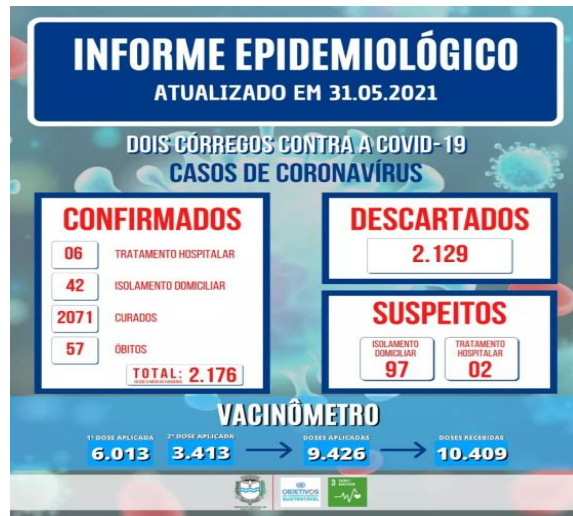 INFORME EPIDEMIOLÓGICO
ATUALIZADO EM 31.05.2021
DOIS CÓRREGOS CONTRA A COVID-19
CASOS DE CORONAVÍRUS
CONFIRMADOS
06 TRATAMENTO HOSPITALAR
42 ISOLAMENTO DOMICILIAR
2071 CURADOS
57 ÓBITOS
TOTAL: 2.176
DESCARTADOS
2.129
SUSPEITOS
ISOLAMENTO DOMICILIAR
97
TRATAMENTO HOSPITALAR
02
VACINÔMETRO
1ª DOSE APLICADA
6.013
2ª DOSE APLICADA
3.413
DOSES APLICADAS
9.426
DOSES RECEBIDAS
10.409
OBJETIVOS
SUSTENTÁVEL
3